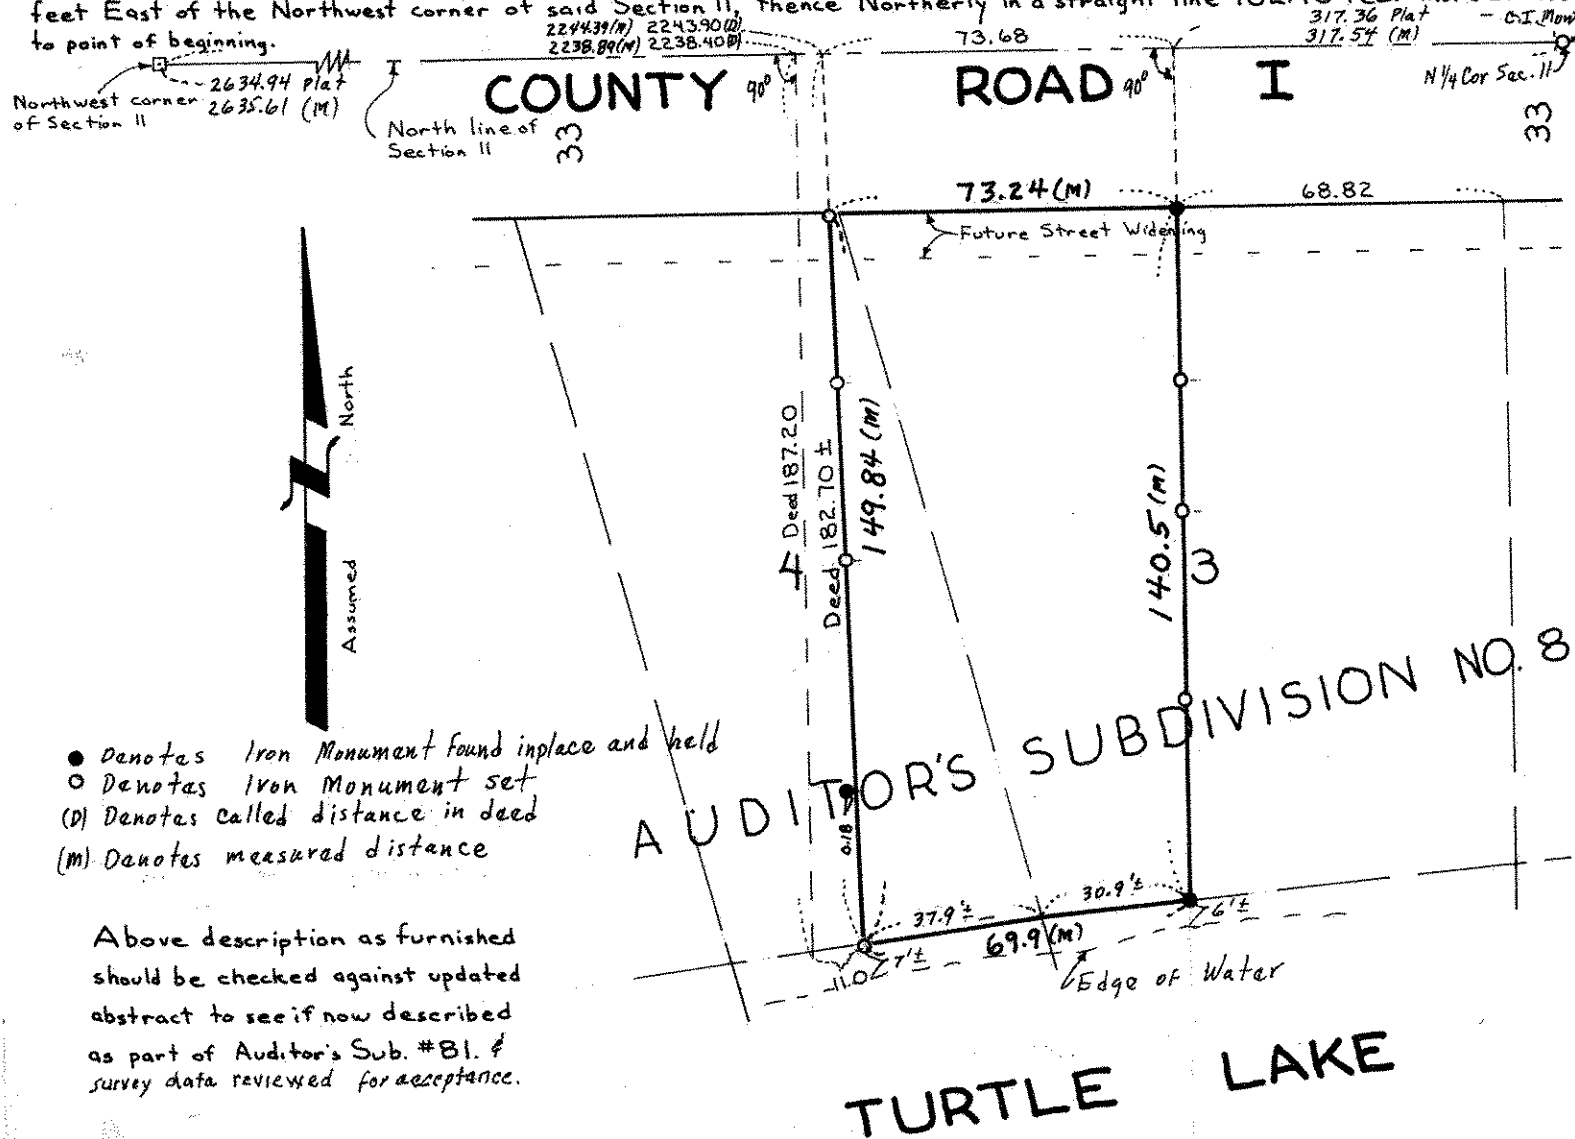 feet East of the Northwest corner of said Section 11, thence Northerly in a straight line
to point of beginning.
2244.39(M) 2243.90(D)
2238.89(M) 2238.40(D)
73.68
317.36 Plat
317.54 (M)
C.I. Mon
2634.94 Plat
2635.61 (M)
Northwest corner
of Section 11
North line of
Section 11
COUNTY ROAD I
90°
90°
N 1/4 Cor Sec. 11
33
33
73.24(M)
68.82
Future Street Widening
North
Assumed
Deed 187.20
Deed 182.70 ±
149.84 (M)
140.5 (M)
4
3
AUDITOR'S SUBDIVISION NO. 8
● Denotes Iron Monument found inplace and held
○ Denotes Iron Monument set
(D) Denotes called distance in deed
(m) Denotes measured distance
0.18
37.9'±
30.9'±
69.9 (M)
6'±
7'±
11.0
Edge of Water
Above description as furnished
should be checked against updated
abstract to see if now described
as part of Auditor's Sub. #81. &
survey data reviewed for acceptance.
TURTLE LAKE